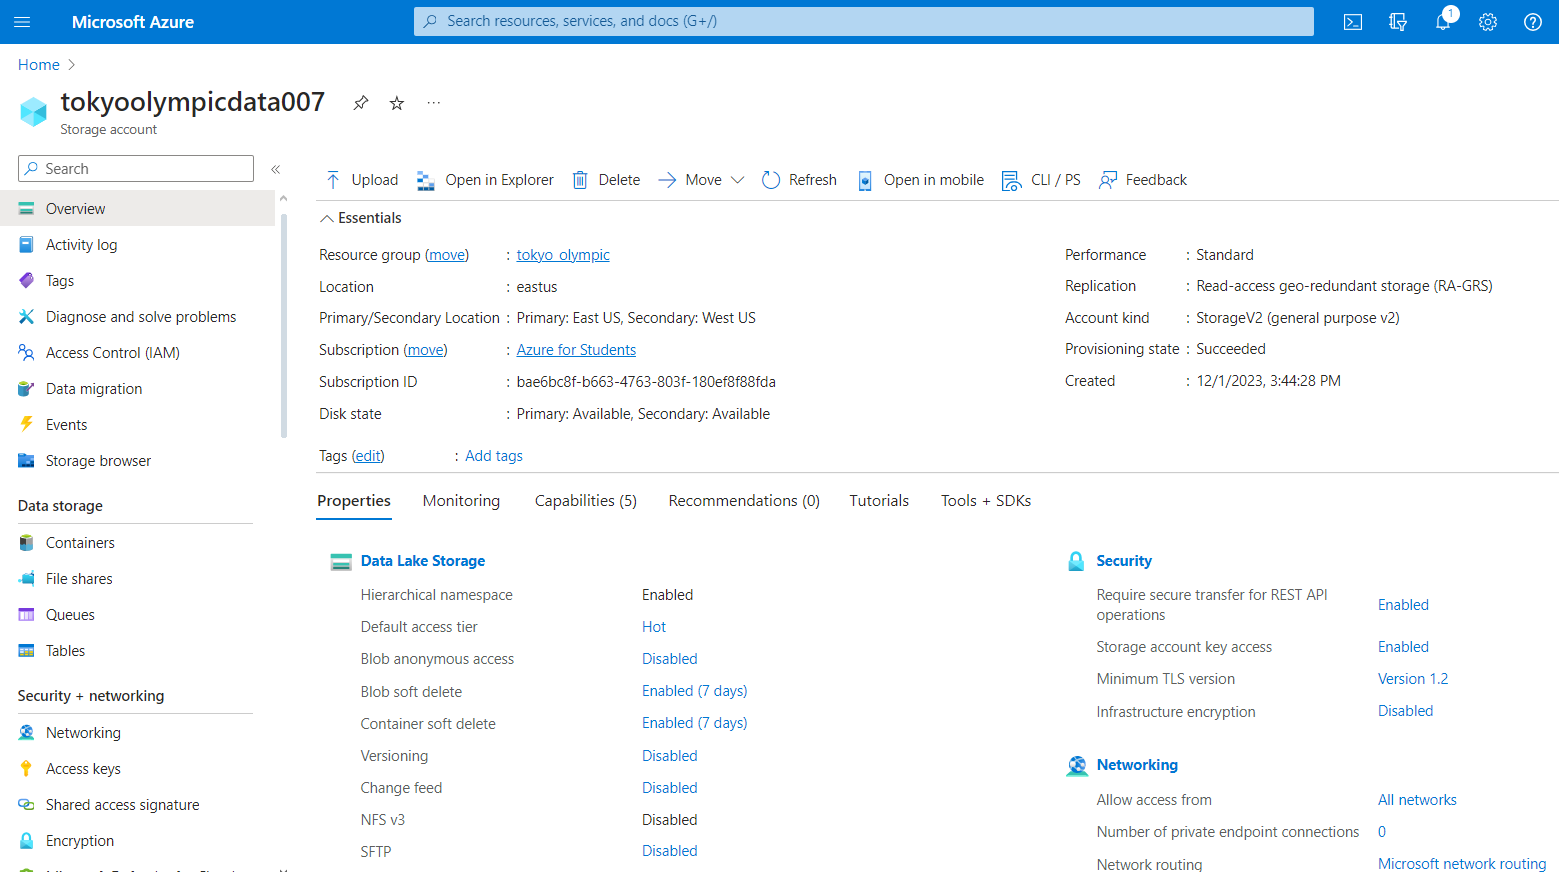 Microsoft Azure
Search resources, services, and docs (G+/)
1
Home
tokyoolympicdata007
Storage account
Search
Overview
Activity log
Tags
Diagnose and solve problems
Access Control (IAM)
Data migration
Events
Storage browser
Data storage
Containers
File shares
Queues
Tables
Security + networking
Networking
Access keys
Shared access signature
Encryption
Upload Open in Explorer Delete Move Refresh Open in mobile CLI / PS Feedback
Essentials
Resource group (move) : tokyo_olympic
Location : eastus
Primary/Secondary Location : Primary: East US, Secondary: West US
Subscription (move) : Azure for Students
Subscription ID : bae6bc8f-b663-4763-803f-180ef8f88fda
Disk state : Primary: Available, Secondary: Available
Performance : Standard
Replication : Read-access geo-redundant storage (RA-GRS)
Account kind : StorageV2 (general purpose v2)
Provisioning state : Succeeded
Created : 12/1/2023, 3:44:28 PM
Tags (edit) : Add tags
Properties Monitoring Capabilities (5) Recommendations (0) Tutorials Tools + SDKs
Data Lake Storage
Hierarchical namespace Enabled
Default access tier Hot
Blob anonymous access Disabled
Blob soft delete Enabled (7 days)
Container soft delete Enabled (7 days)
Versioning Disabled
Change feed Disabled
NFS v3 Disabled
SFTP Disabled
Security
Require secure transfer for REST API
operations Enabled
Storage account key access Enabled
Minimum TLS version Version 1.2
Infrastructure encryption Disabled
Networking
Allow access from All networks
Number of private endpoint connections 0
Network routing Microsoft network routing